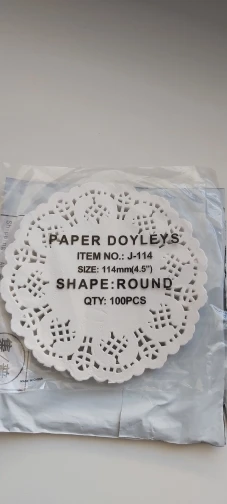 PAPER DOYLEYS
ITEM NO.: J-114
SIZE: 114mm(4.5")
SHAPE:ROUND
QTY: 100PCS